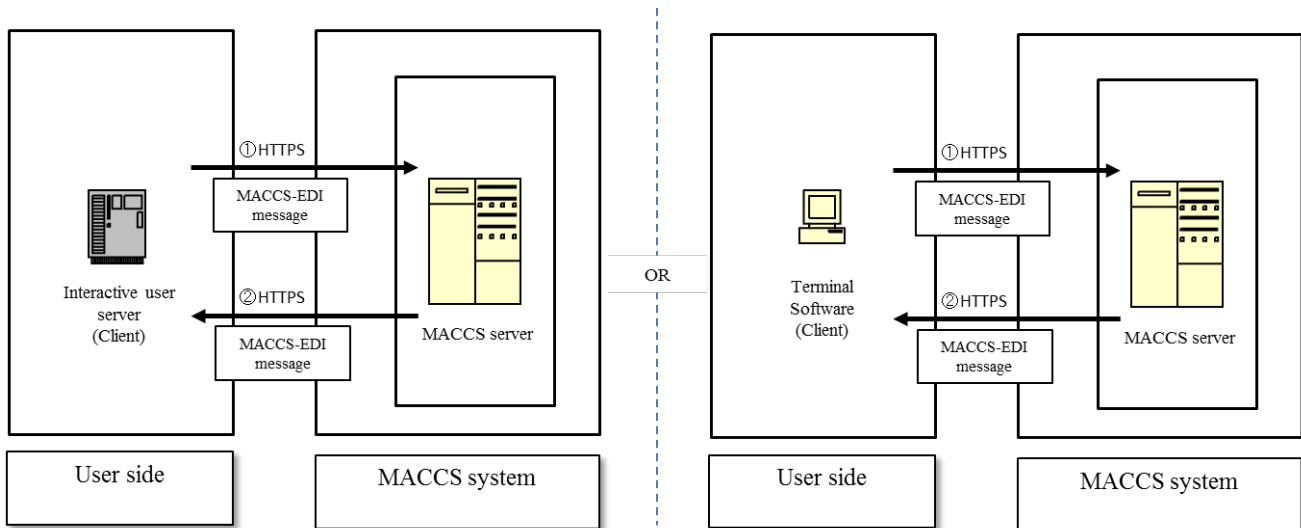 ①HTTPS
MACCS-EDI
message
Interactive user
server
(Client)
②HTTPS
MACCS-EDI
message
MACCS server
User side
MACCS system
OR
①HTTPS
MACCS-EDI
message
Terminal
Software
(Client)
②HTTPS
MACCS-EDI
message
MACCS server
User side
MACCS system